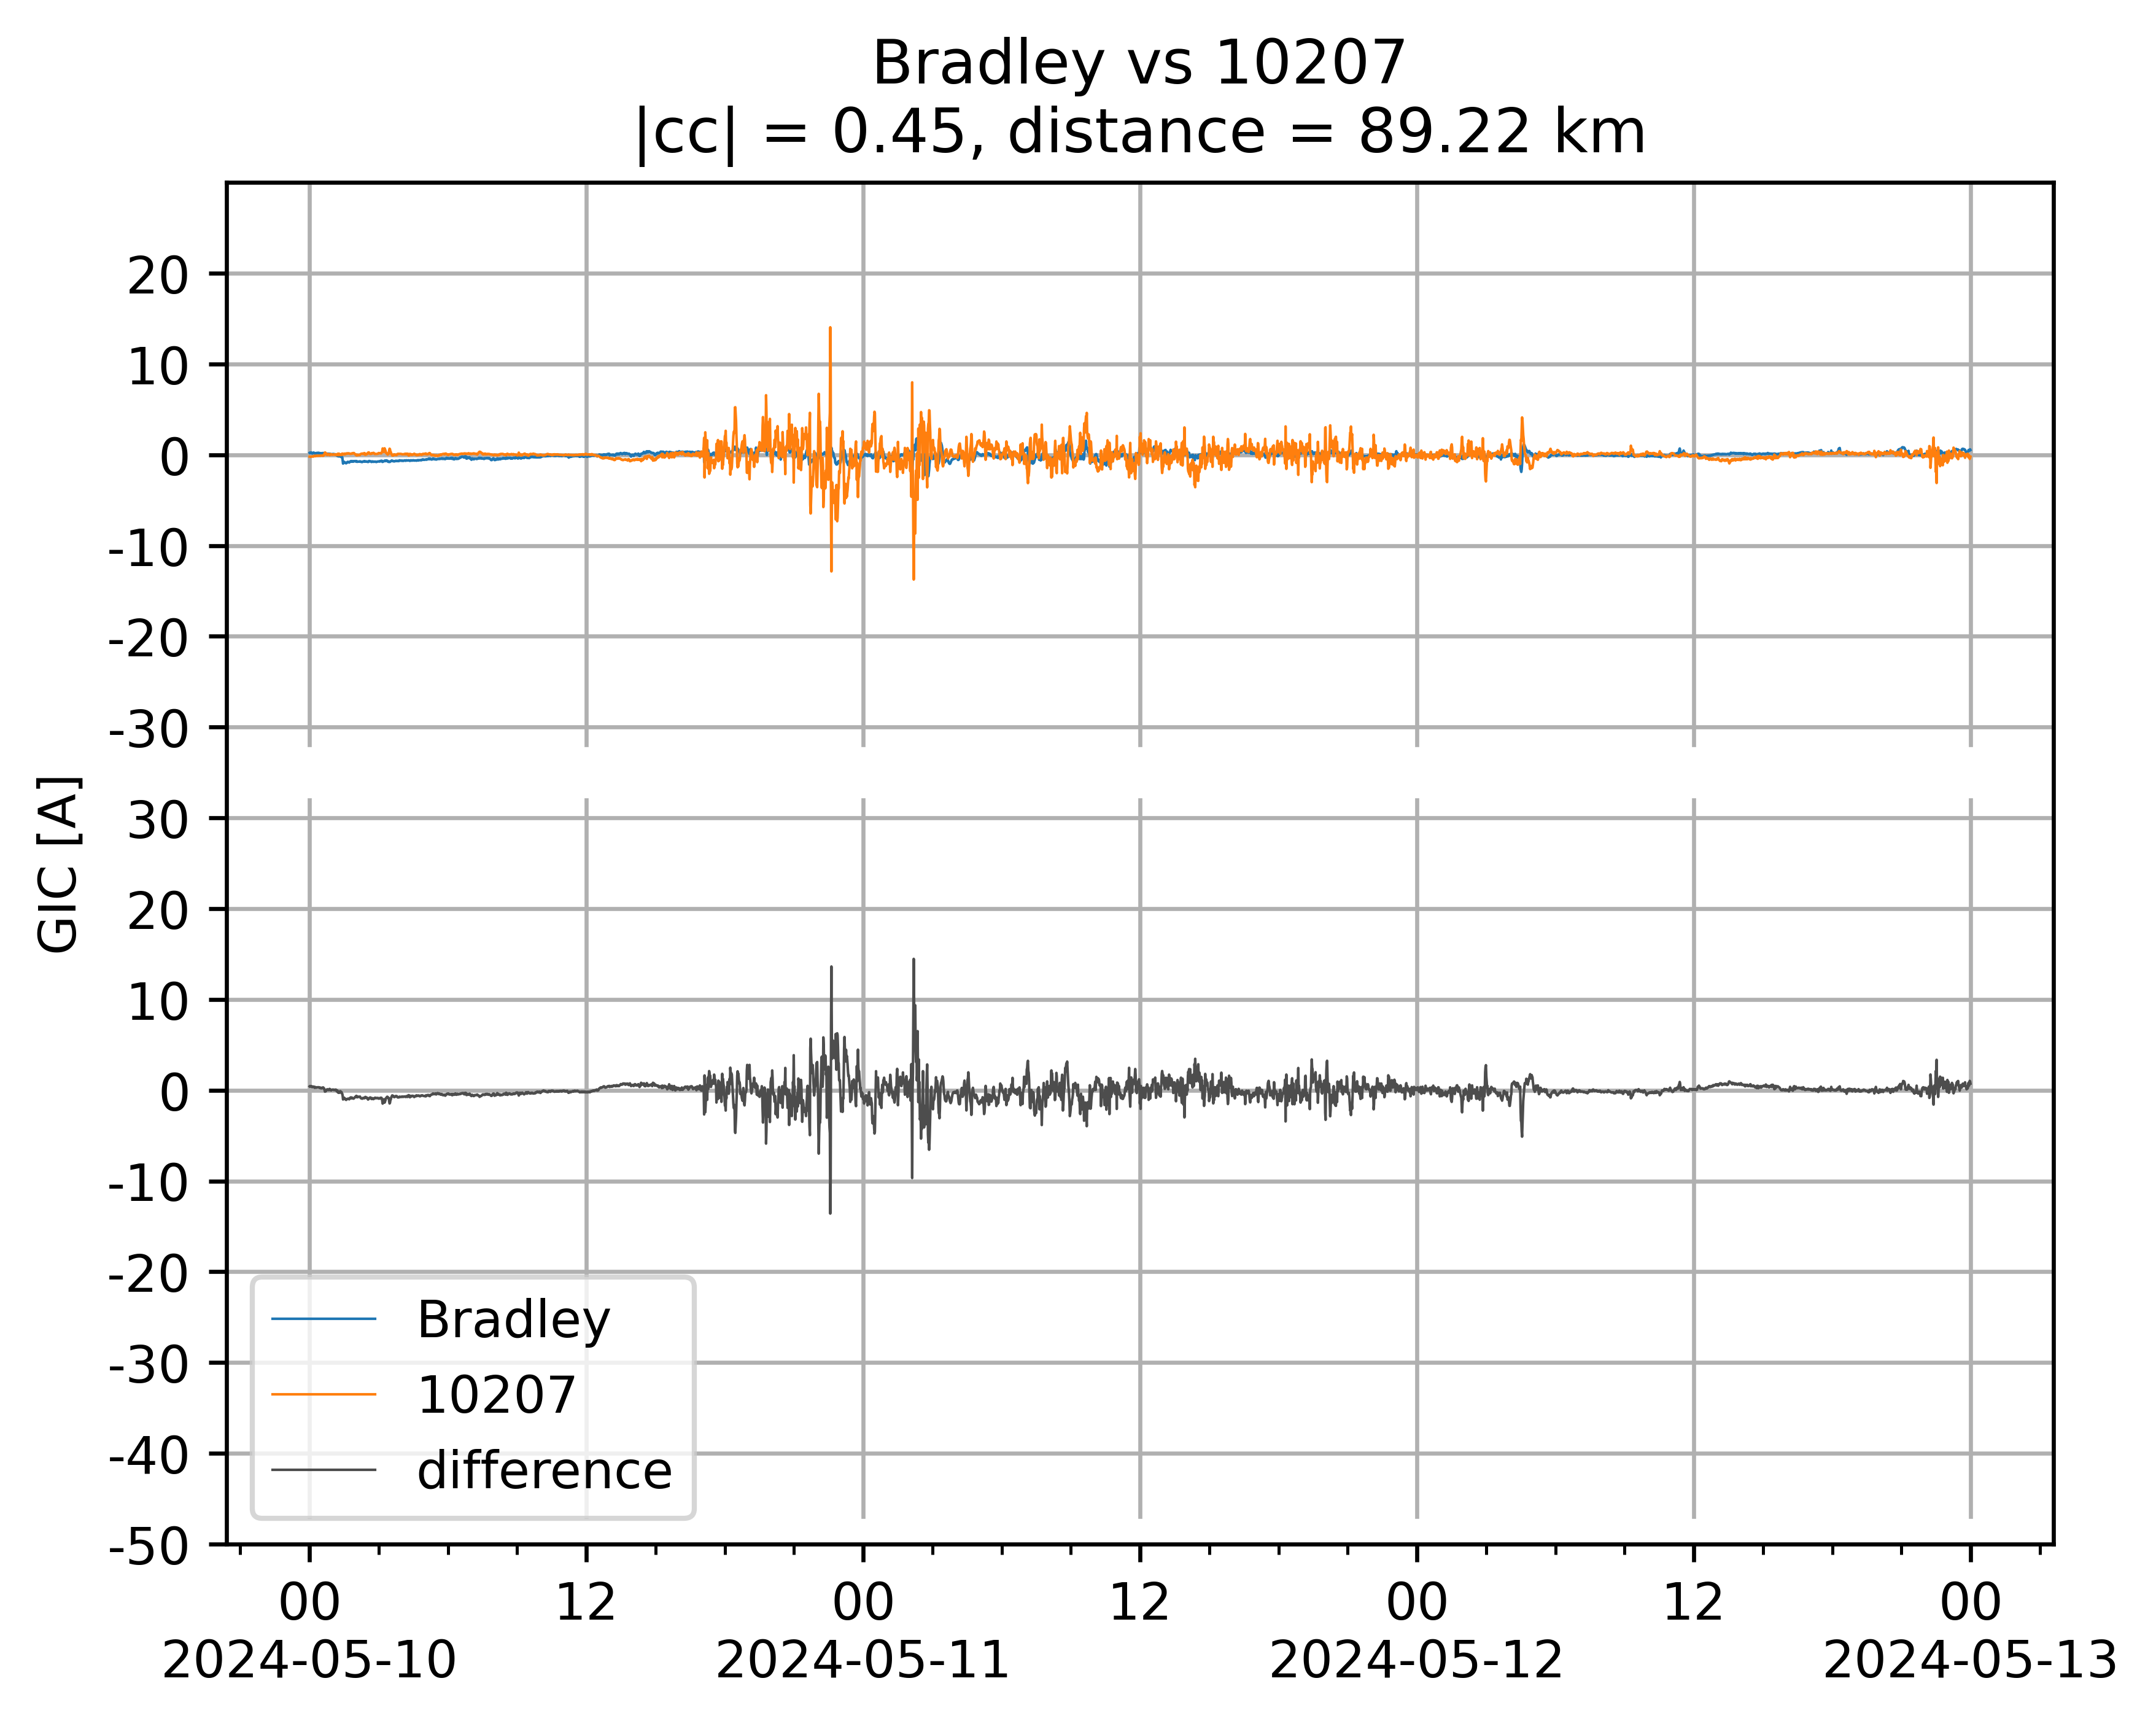 Bradley vs 10207
|cc| = 0.45, distance = 89.22 km
20
10
0
-10
-20
-30
30
20
10
0
-10
-20
-30
-40
-50
GIC [A]
Bradley
10207
difference
00 12 00 12 00 12 00
2024-05-10 2024-05-11 2024-05-12 2024-05-13